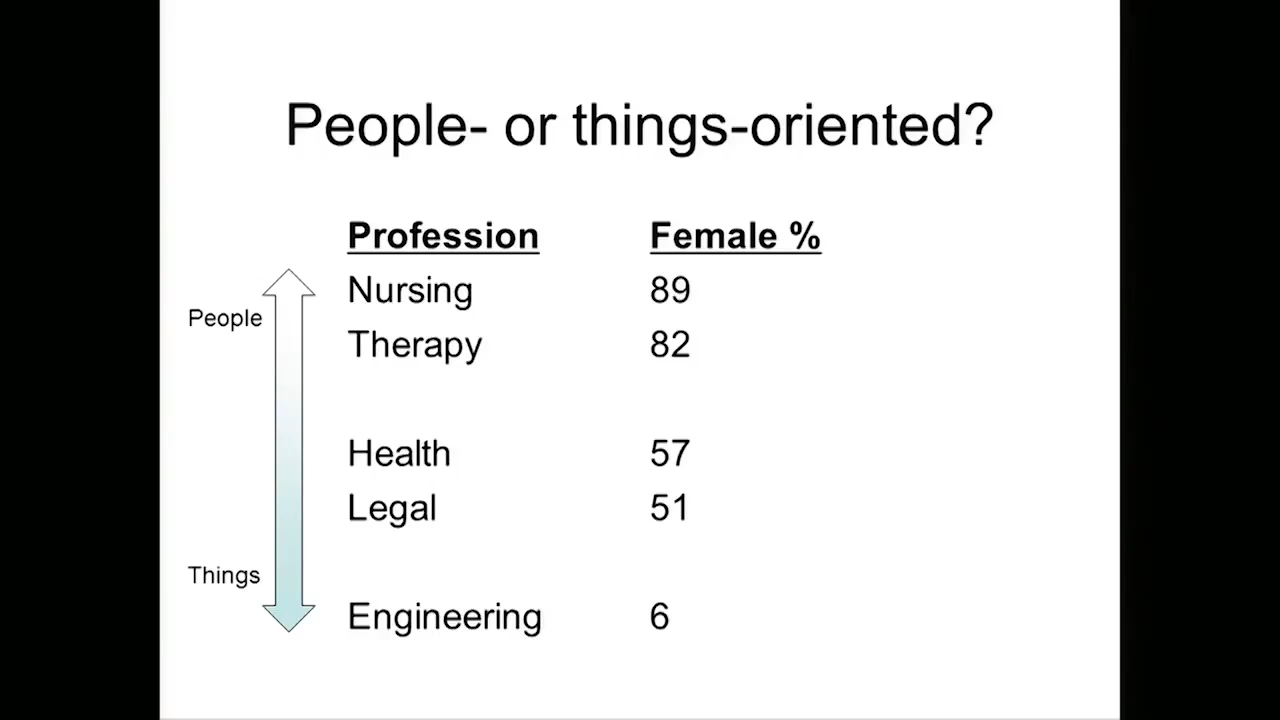 People- or things-oriented?
Profession Female %
Nursing 89
People
Therapy 82
Health 57
Legal 51
Things
Engineering 6